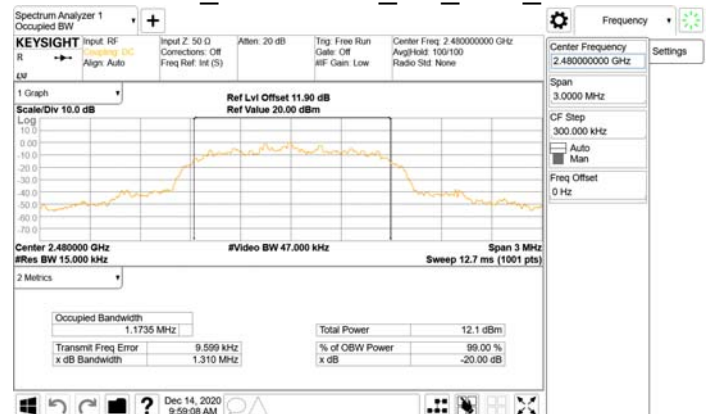 Spectrum Analyzer 1
Occupied BW
Frequency
KEYSIGHT
Input: RF
Coupling: DC
Align: Auto
Input Z: 50 Ω
Corrections: Off
Freq Ref: Int (S)
Atten: 20 dB
Trig: Free Run
Gate: Off
#IF Gain: Low
Center Freq: 2.480000000 GHz
Avg|Hold: 100/100
Radio Std: None
R
LXI
Center Frequency
2.480000000 GHz
Settings
Span
3.0000 MHz
CF Step
300.000 kHz
Auto
Man
Freq Offset
0 Hz
1 Graph
Scale/Div 10.0 dB
Ref Lvl Offset 11.90 dB
Ref Value 20.00 dBm
Log
10.0
0.00
-10.0
-20.0
-30.0
-40.0
-50.0
-60.0
-70.0
Center 2.480000 GHz
#Res BW 15.000 kHz
#Video BW 47.000 kHz
Span 3 MHz
Sweep 12.7 ms (1001 pts)
2 Metrics
Occupied Bandwidth
1.1735 MHz
Total Power 12.1 dBm
Transmit Freq Error 9.599 kHz
% of OBW Power 99.00 %
x dB Bandwidth 1.310 MHz
x dB -20.00 dB
?
Dec 14, 2020
9:59:08 AM